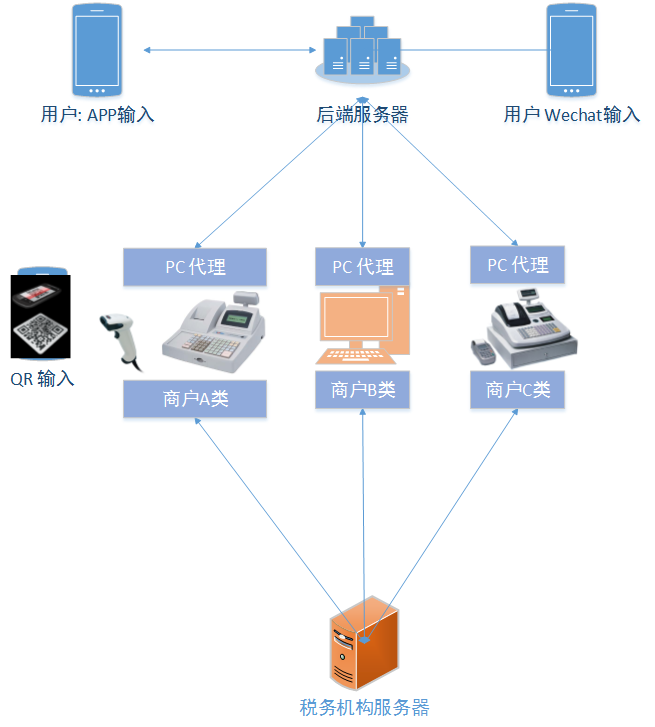 用户: APP输入
后端服务器
用户 Wechat输入
PC 代理
PC 代理
PC 代理
QR 输入
商户A类
商户B类
商户C类
税务机构服务器